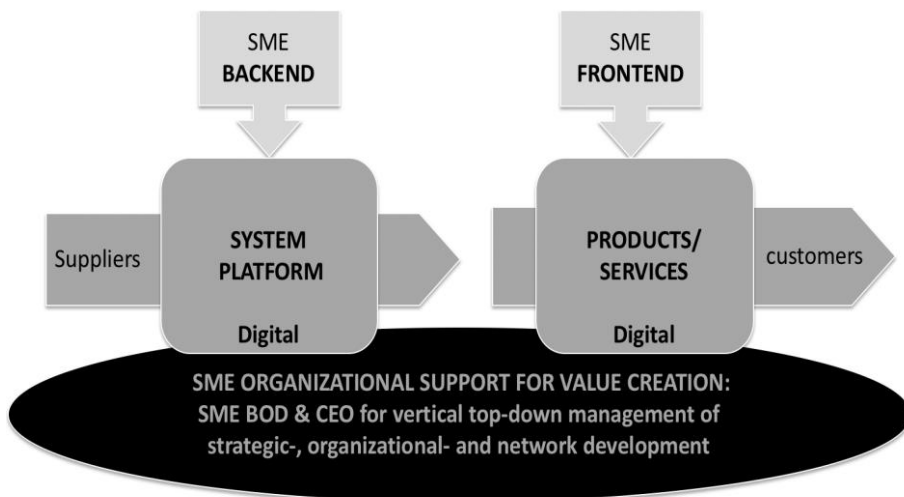 SME
BACKEND
SME
FRONTEND
Suppliers
SYSTEM
PLATFORM
Digital
PRODUCTS/
SERVICES
Digital
customers
SME ORGANIZATIONAL SUPPORT FOR VALUE CREATION:
SME BOD & CEO for vertical top-down management of
strategic-, organizational- and network development